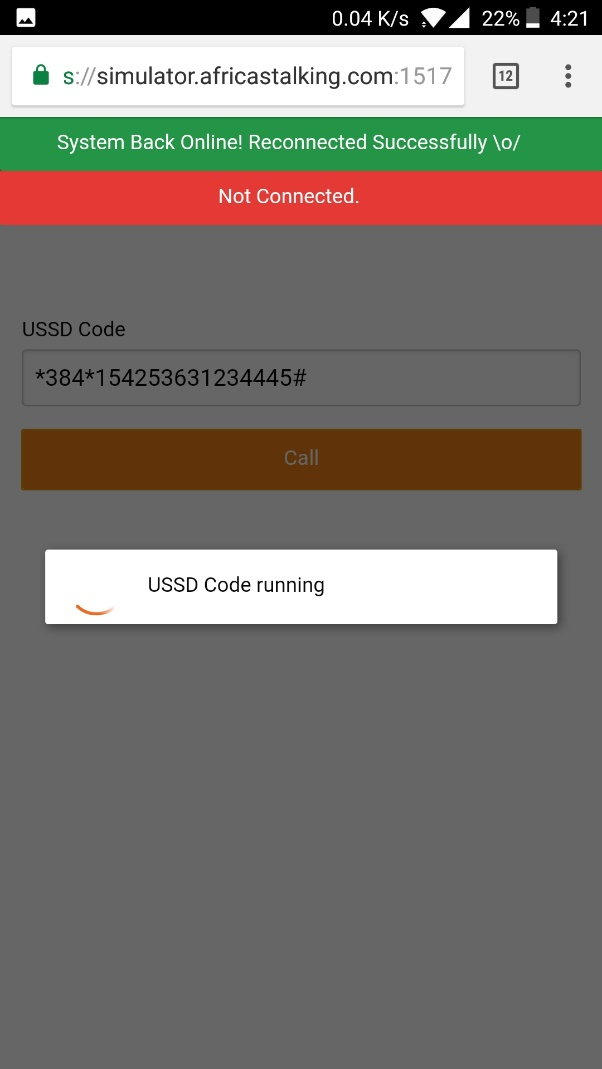 0.04 K/s 22% 4:21
s://simulator.africastalking.com:1517 12
System Back Online! Reconnected Successfully \o/
Not Connected.
USSD Code
*384*154253631234445#
Call
USSD Code running